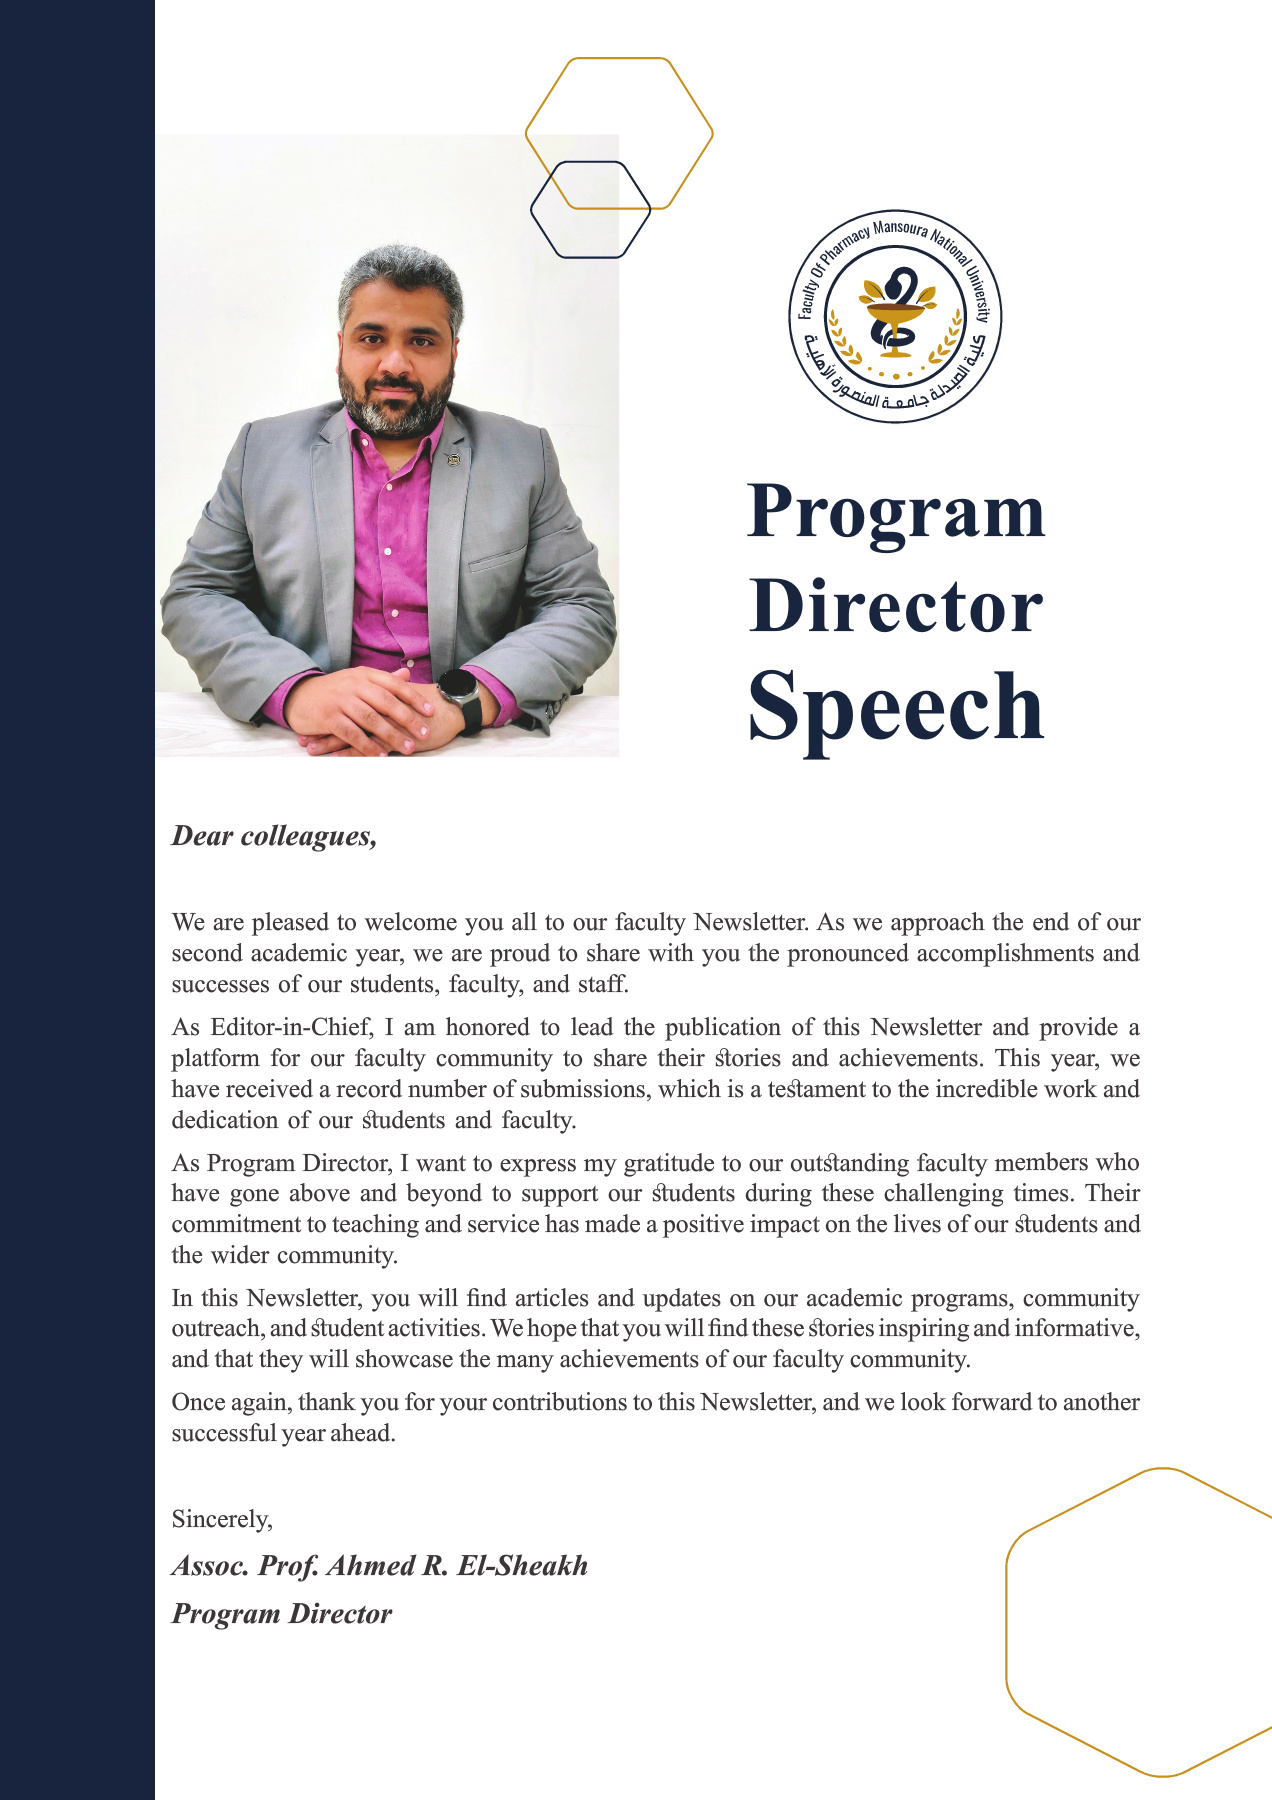 Faculty Of Pharmacy Mansoura National University
كلية الصيدلة جامعة المنصورة الأهلية
Program
Director
Speech
Dear colleagues,
We are pleased to welcome you all to our faculty Newsletter. As we approach the end of our
second academic year, we are proud to share with you the pronounced accomplishments and
successes of our students, faculty, and staff.
As Editor-in-Chief, I am honored to lead the publication of this Newsletter and provide a
platform for our faculty community to share their stories and achievements. This year, we
have received a record number of submissions, which is a testament to the incredible work and
dedication of our students and faculty.
As Program Director, I want to express my gratitude to our outstanding faculty members who
have gone above and beyond to support our students during these challenging times. Their
commitment to teaching and service has made a positive impact on the lives of our students and
the wider community.
In this Newsletter, you will find articles and updates on our academic programs, community
outreach, and student activities. We hope that you will find these stories inspiring and informative,
and that they will showcase the many achievements of our faculty community.
Once again, thank you for your contributions to this Newsletter, and we look forward to another
successful year ahead.
Sincerely,
Assoc. Prof. Ahmed R. El-Sheakh
Program Director